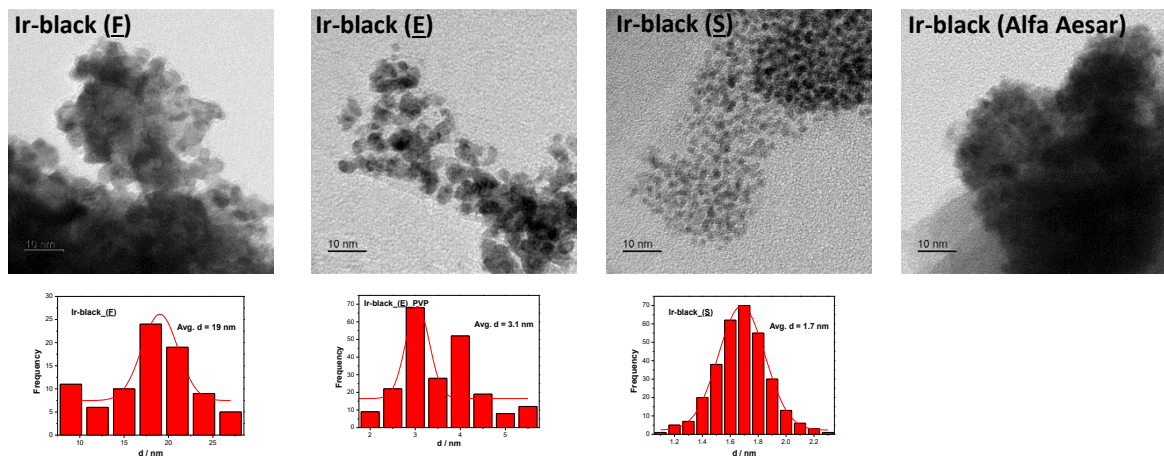 Ir-black (F)
Ir-black (E)
Ir-black (S)
Ir-black (Alfa Aesar)
10 nm
10 nm
10 nm
10 nm
Ir-black_(F)
Avg. d = 19 nm
Frequency
30
25
20
15
10
5
0
10 15 20 25
d / nm
Ir-black_(E)_PVP
Avg. d = 3.1 nm
Frequency
70
60
50
40
30
20
10
0
2 3 4 5
d / nm
Ir-black_(S)
Avg. d = 1.7 nm
Frequency
70
60
50
40
30
20
10
0
1.2 1.4 1.6 1.8 2.0 2.2
d / nm